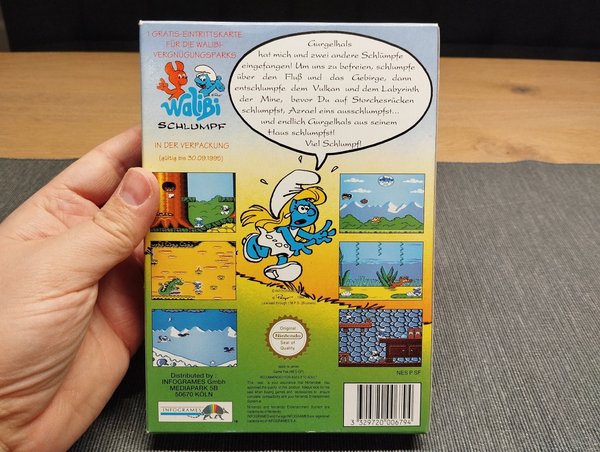 1 GRATIS-EINTRITTSKARTE
FÜR DIE WALIBI-
VERGNÜGUNGSPARKS
Walibi
SCHLUMPF
IN DER VERPACKUNG
(gültig bis 30.09.1995)
Gurgelhals
hat mich und zwei andere Schlümpfe
eingefangen! Um uns zu befreien, schlumpfe
über den Fluß und das Gebirge, dann
entschlumpfe dem Vulkan und dem Labyrinth
der Mine, bevor Du auf Storchesrücken
schlumpfst, Azrael eins ausschlumpfst...
und endlich Gurgelhals aus seinem
Haus schlumpfst!
Viel Schlumpf!
Original
Nintendo
Seal of
Quality
NES P SF
Distributed by :
INFOGRAMES Gmbh
MEDIAPARK 5B
50670 KÖLN
INFOGRAMES
3 329720 006794